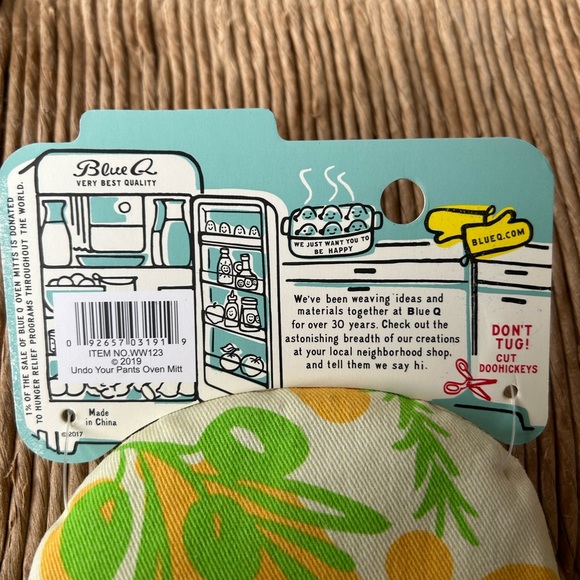 1% OF THE SALE OF BLUE Q OVEN MITTS IS DONATED
TO HUNGER RELIEF PROGRAMS THROUGHOUT THE WORLD.
Blue Q
VERY BEST QUALITY
0 92657 03191 9
ITEM NO.WW123
© 2019
Undo Your Pants Oven Mitt
Made
in China
©2017
WE JUST WANT YOU TO
BE HAPPY
BLUEQ.COM
We've been weaving ideas and
materials together at Blue Q
for over 30 years. Check out the
astonishing breadth of our creations
at your local neighborhood shop,
and tell them we say hi.
DON'T
TUG!
CUT
DOOHICKEYS